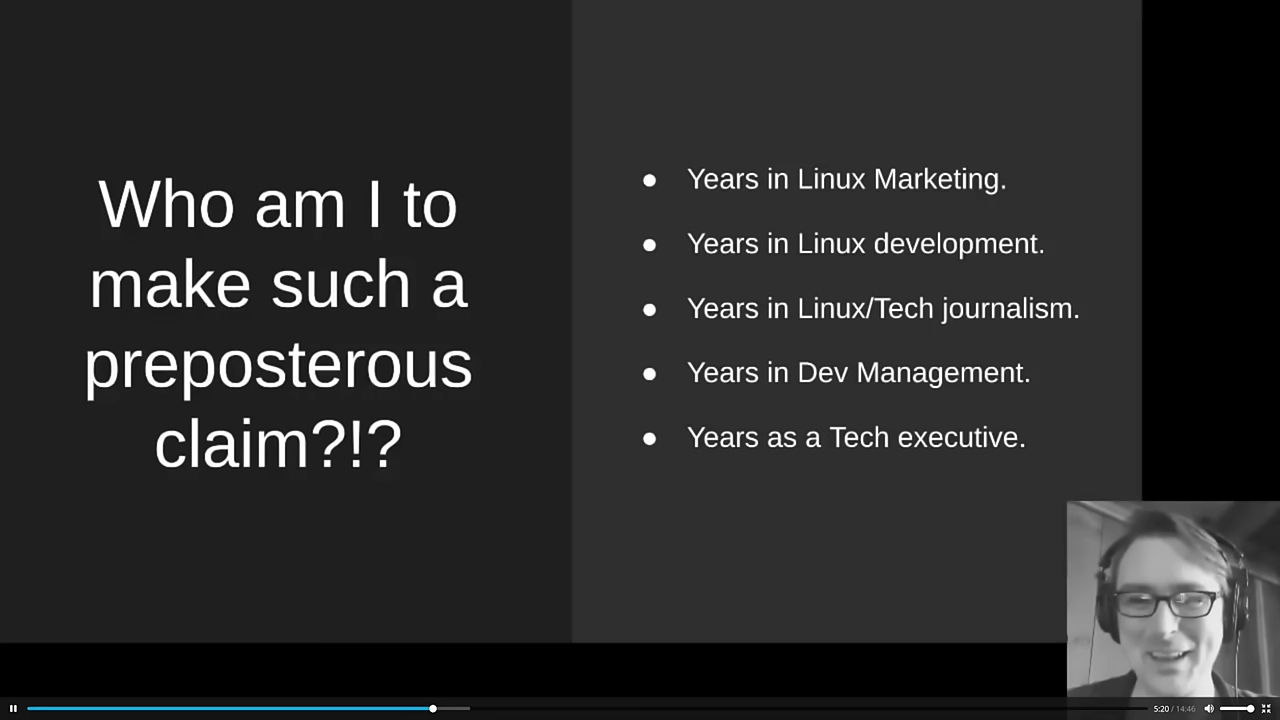 Who am I to
make such a
preposterous
claim?!?
● Years in Linux Marketing.
● Years in Linux development.
● Years in Linux/Tech journalism.
● Years in Dev Management.
● Years as a Tech executive.
5:20 / 14:46